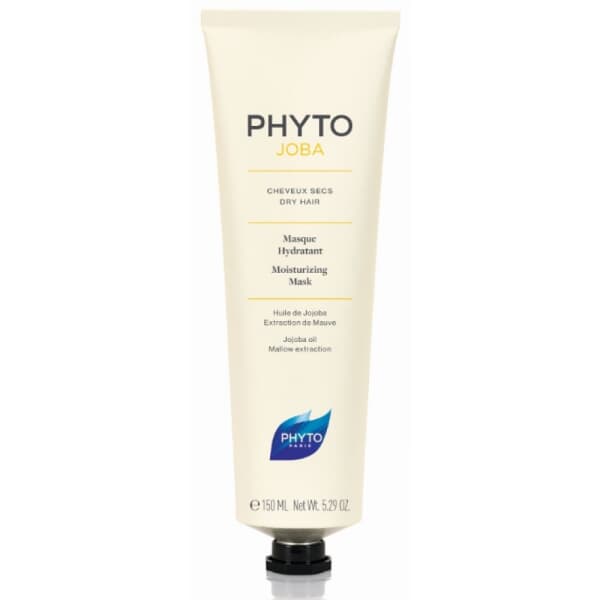 PHYTO
JOBA
CHEVEUX SECS
DRY HAIR
Masque
Hydratant
Moisturizing
Mask
Huile de Jojoba
Extraction de Mauve
Jojoba oil
Mallow extraction
PHYTO
PARIS
℮ 150 ML Net Wt. 5.29 OZ.